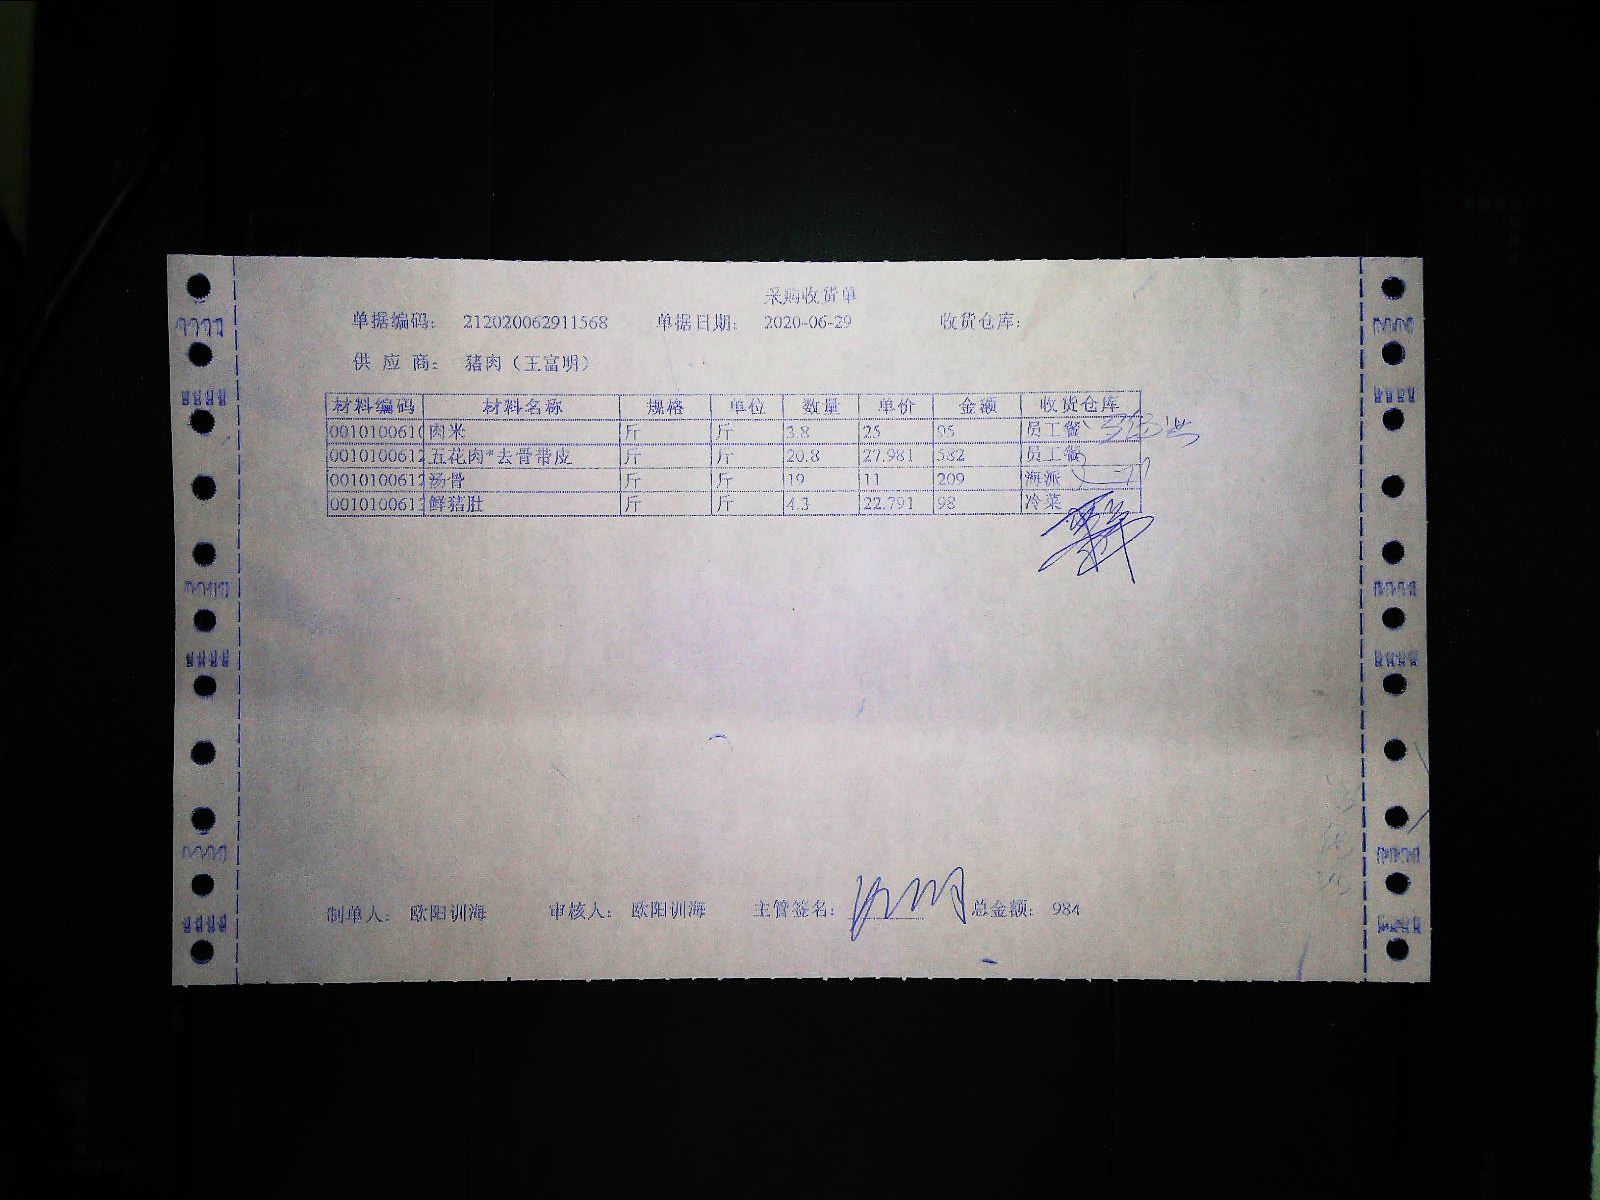 采购收货单
单据编码： 212020062911568 单据日期： 2020-06-29 收货仓库：
供 应 商： 猪肉（王富明）
材料编码 材料名称 规格 单位 数量 单价 金额 收货仓库
0010100610 肉米 斤 斤 3.8 25 95 员工餐
0010100612 五花肉*去骨带皮 斤 斤 20.8 27.981 582 员工餐
0010100612 汤骨 斤 斤 19 11 209 海派
0010100613 鲜猪肚 斤 斤 4.3 22.791 98 冷菜
制单人： 欧阳训海 审核人： 欧阳训海 主管签名： 总金额： 984